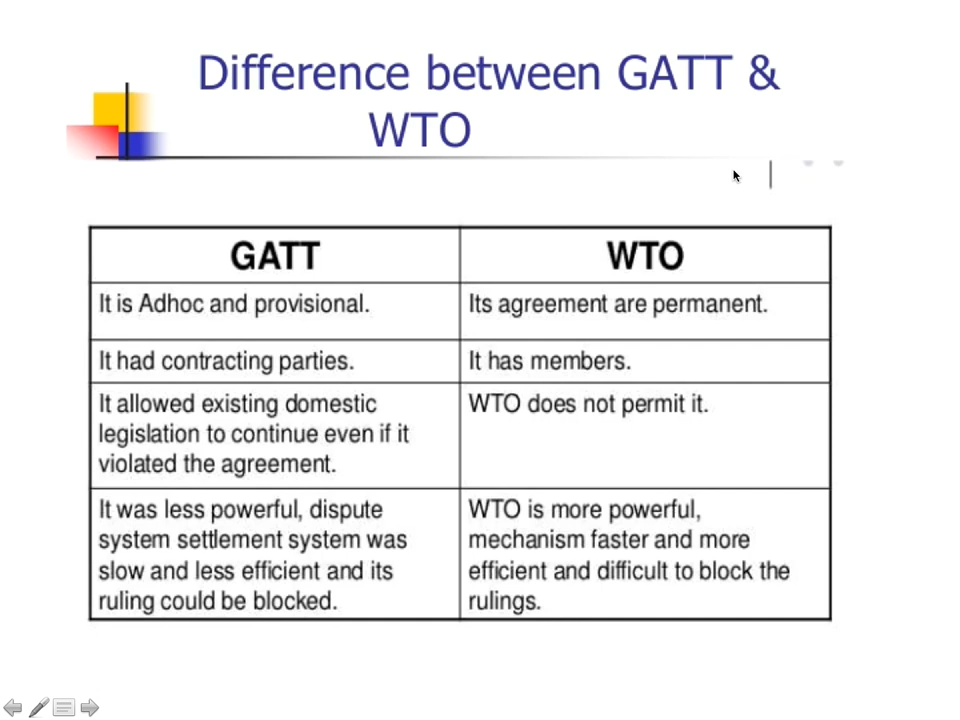 Difference between GATT &
WTO
GATT
WTO
It is Adhoc and provisional.
Its agreement are permanent.
It had contracting parties.
It has members.
It allowed existing domestic
legislation to continue even if it
violated the agreement.
WTO does not permit it.
It was less powerful, dispute
system settlement system was
slow and less efficient and its
ruling could be blocked.
WTO is more powerful,
mechanism faster and more
efficient and difficult to block the
rulings.